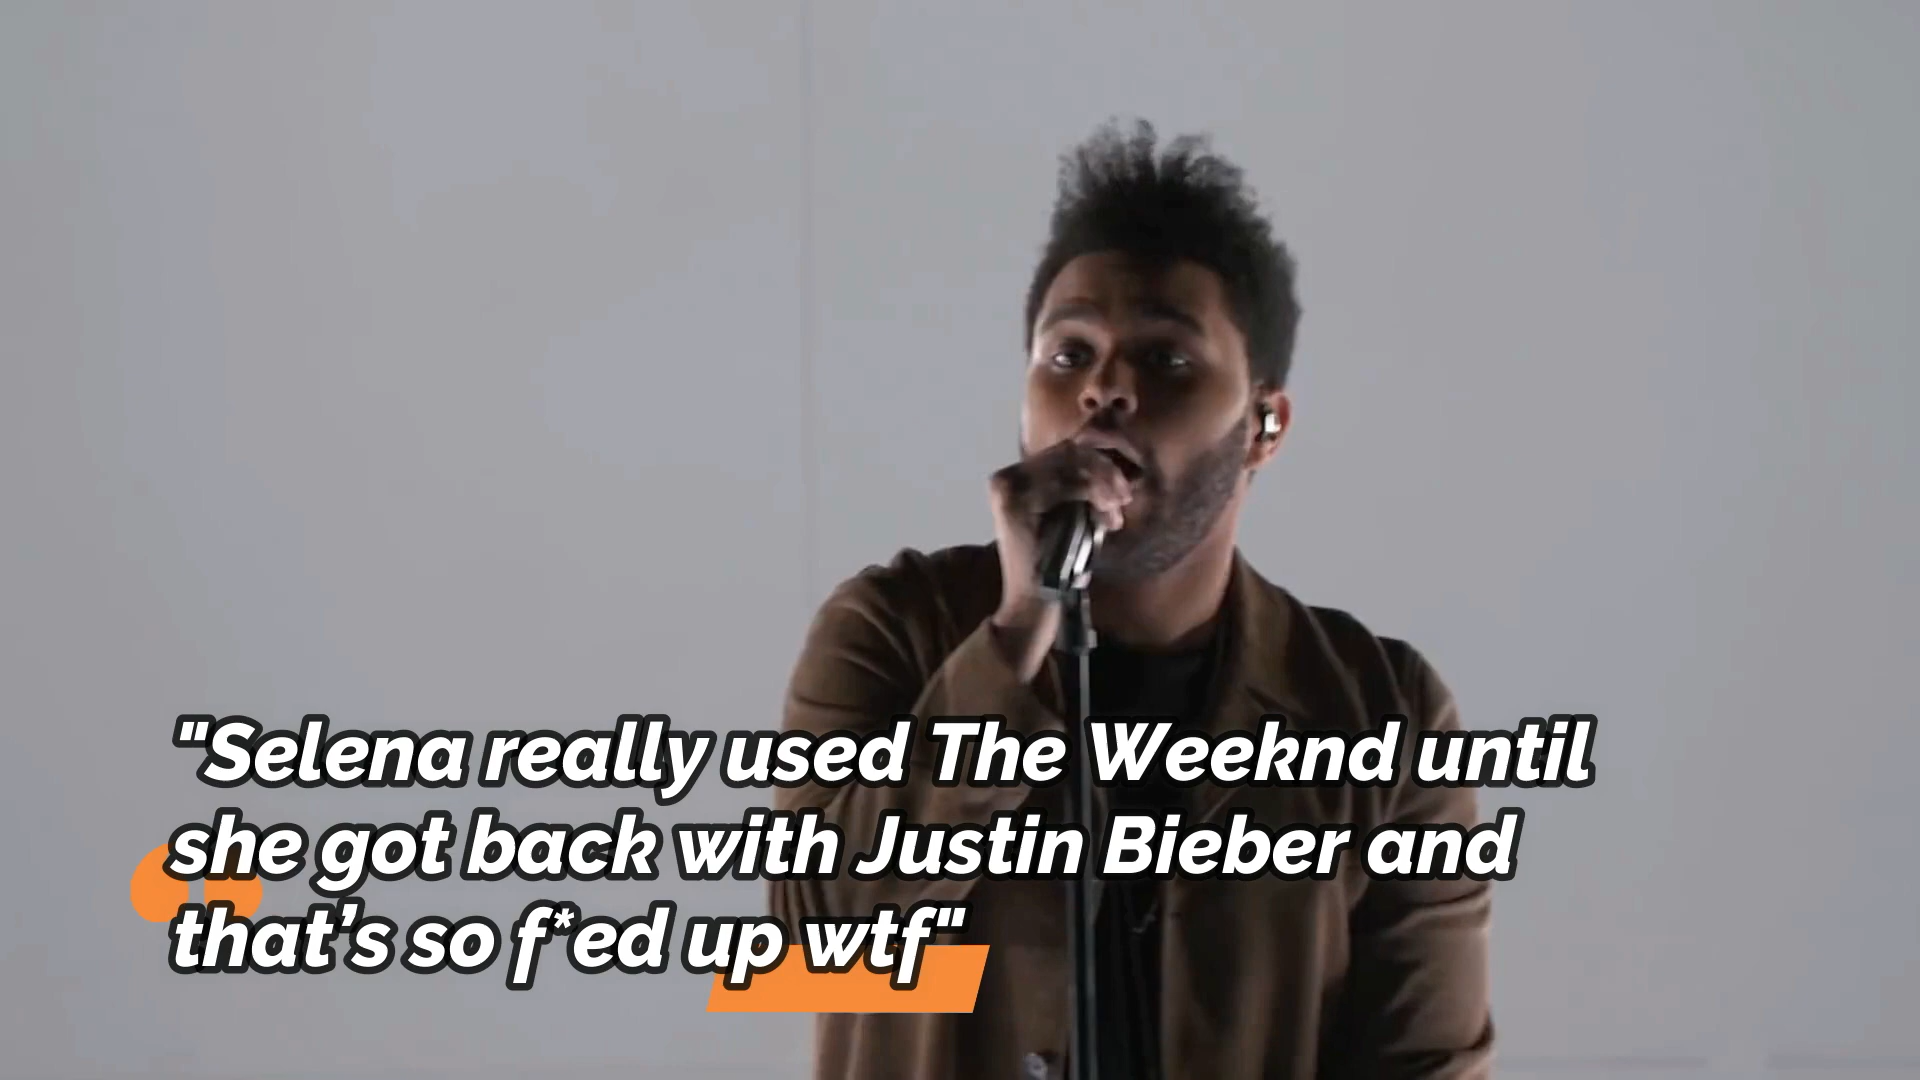 "Selena really used The Weeknd until
she got back with Justin Bieber and
that’s so f*ed up wtf"